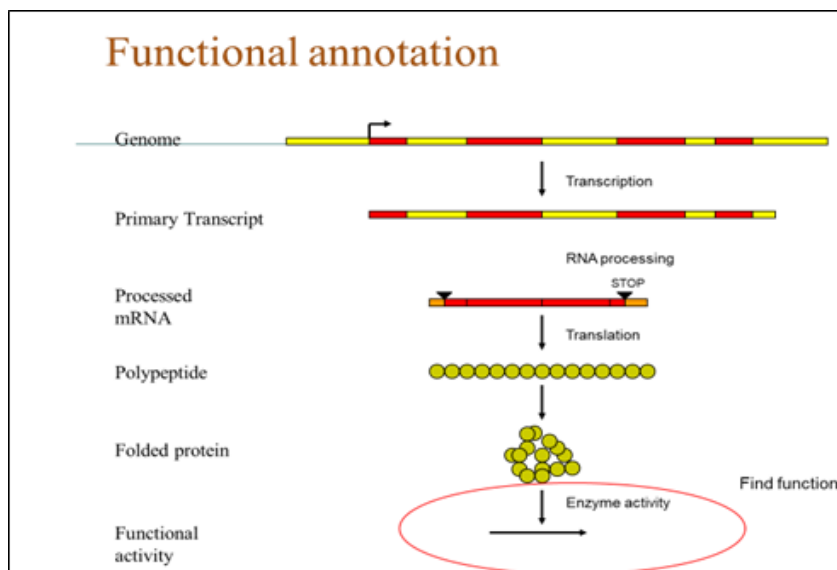 Functional annotation
Genome
Transcription
Primary Transcript
RNA processing
STOP
Processed
mRNA
Translation
Polypeptide
Folded protein
Find function
Enzyme activity
Functional
activity